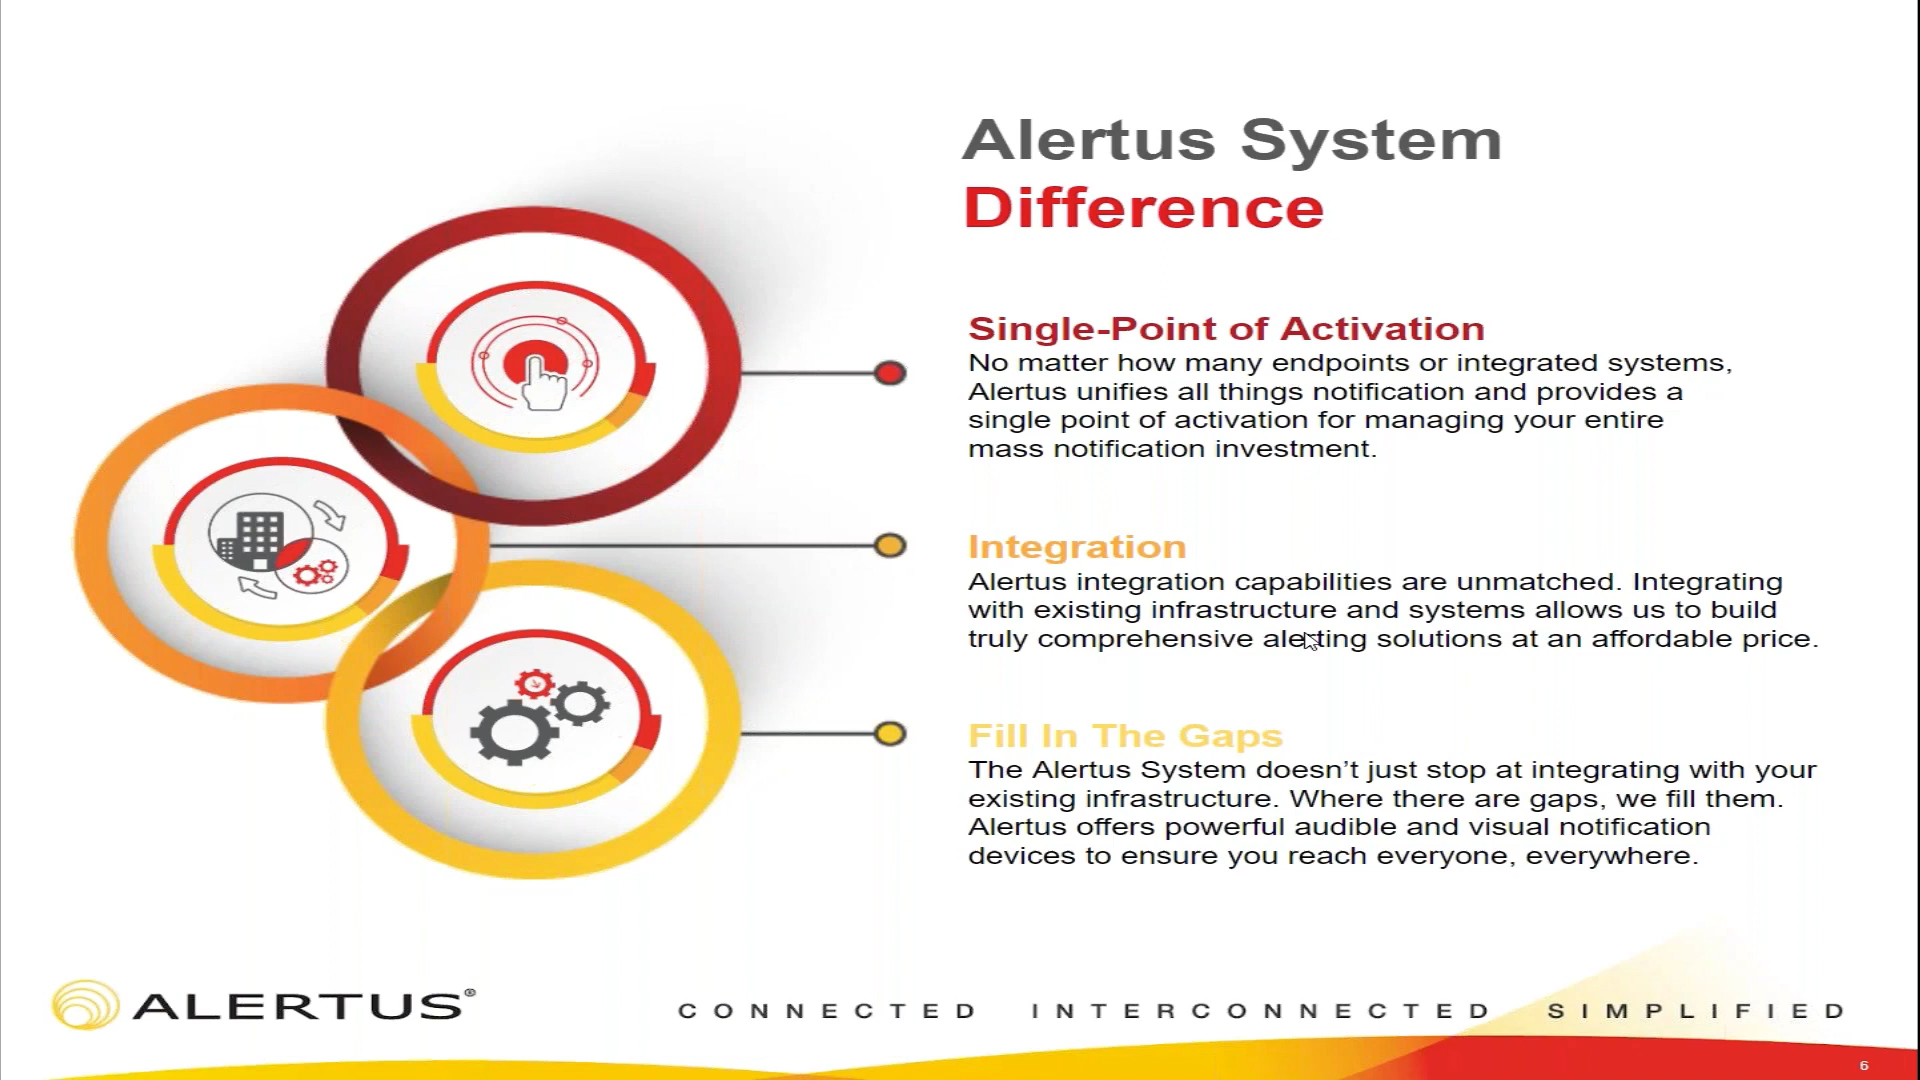 Alertus System
Difference
Single-Point of Activation
No matter how many endpoints or integrated systems,
Alertus unifies all things notification and provides a
single point of activation for managing your entire
mass notification investment.
Integration
Alertus integration capabilities are unmatched. Integrating
with existing infrastructure and systems allows us to build
truly comprehensive alerting solutions at an affordable price.
Fill In The Gaps
The Alertus System doesn’t just stop at integrating with your
existing infrastructure. Where there are gaps, we fill them.
Alertus offers powerful audible and visual notification
devices to ensure you reach everyone, everywhere.
ALERTUS®
CONNECTED INTERCONNECTED SIMPLIFIED
6